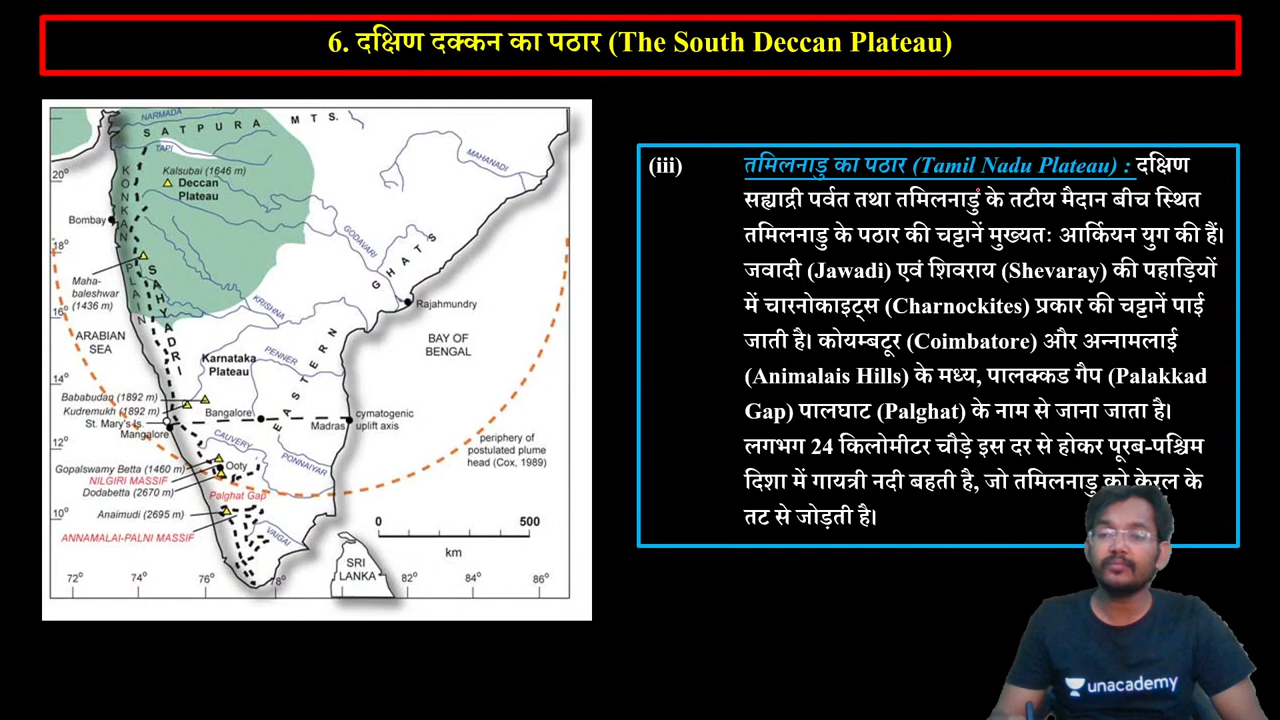 6. दक्षिण दक्कन का पठार (The South Deccan Plateau)
(iii) तमिलनाडु का पठार (Tamil Nadu Plateau) : दक्षिण
सह्याद्री पर्वत तथा तमिलनाडुं के तटीय मैदान बीच स्थित
तमिलनाडु के पठार की चट्टानें मुख्यतः आर्कियन युग की हैं।
जवादी (Jawadi) एवं शिवराय (Shevaray) की पहाड़ियों
में चारनोकाइट्स (Charnockites) प्रकार की चट्टानें पाई
जाती है। कोयम्बटूर (Coimbatore) और अन्नामलाई
(Animalais Hills) के मध्य, पालक्कड गैप (Palakkad
Gap) पालघाट (Palghat) के नाम से जाना जाता है।
लगभग 24 किलोमीटर चौड़े इस दर से होकर पूरब-पश्चिम
दिशा में गायत्री नदी बहती है, जो तमिलनाडु को केरल के
तट से जोड़ती है।
NARMADA
SATPURA MTS.
TAPI
MAHANADI
20°
Kalsubai (1646 m)
Deccan
Plateau
KONKAN PLAIN
Bombay
GODAVARI
18°
Maha-
baleshwar
(1436 m)
SAHYADRI
EASTERN GHATS
KRISHNA
Rajahmundry
16°
ARABIAN
SEA
BAY OF
BENGAL
Karnataka
Plateau
PENNER
14°
Bababudan (1892 m)
Kudremukh (1892 m)
St. Mary's Is.
Mangalore
Bangalore
Madras
cymatogenic
uplift axis
12°
CAUVERY
PONNAIYAR
periphery of
postulated plume
head (Cox, 1989)
Gopalswamy Betta (1460 m)
Ooty
NILGIRI MASSIF
Dodabetta (2670 m)
Palghat Gap
10°
Anaimudi (2695 m)
ANNAMALAI-PALNI MASSIF
VAIGAI
0 500
km
SRI
LANKA
72° 74° 76° 78° 82° 84° 86°
unacademy